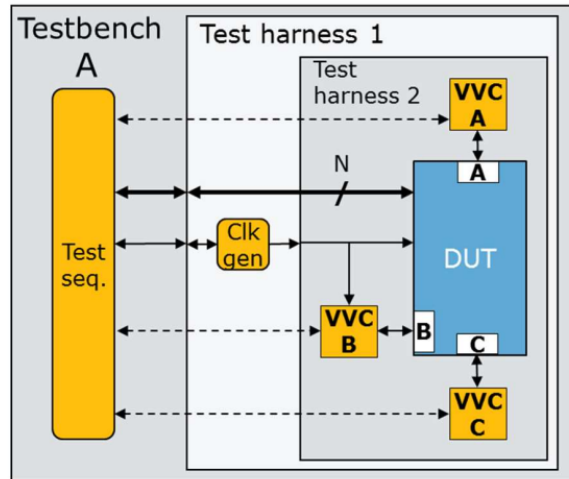 Testbench
A
Test harness 1
Test
harness 2
VVC
A
A
N
Clk
gen
Test
seq.
DUT
VVC
B
B
C
VVC
C